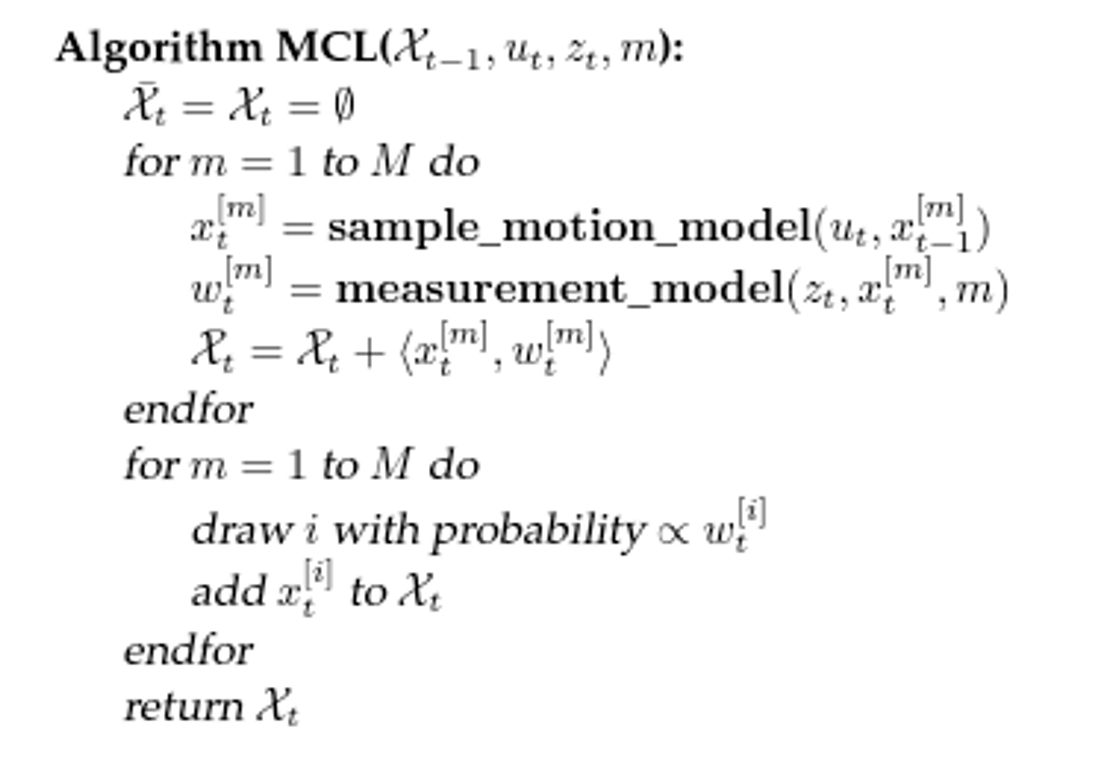 Algorithm MCL(𝒳_{t−1}, u_t, z_t, m):
𝒳̄_t = 𝒳_t = ∅
for m = 1 to M do
x_t^{[m]} = sample_motion_model(u_t, x_{t−1}^{[m]})
w_t^{[m]} = measurement_model(z_t, x_t^{[m]}, m)
𝒳̄_t = 𝒳̄_t + ⟨x_t^{[m]}, w_t^{[m]}⟩
endfor
for m = 1 to M do
draw i with probability ∝ w_t^{[i]}
add x_t^{[i]} to 𝒳_t
endfor
return 𝒳_t